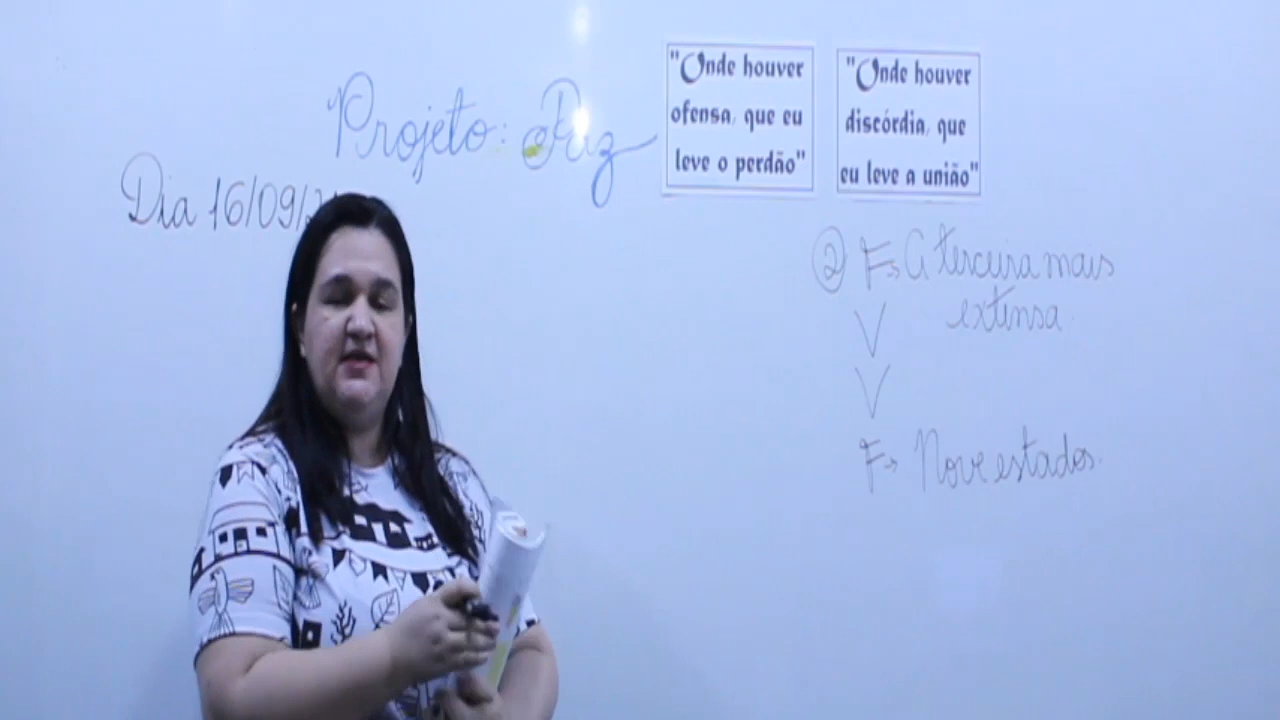 Projeto: Paz
Dia 16/09/
"Onde houver
ofensa, que eu
leve o perdão"
"Onde houver
discórdia, que
eu leve a união"
② F→ A terceira mais
extensa.
V
V
F→ Nove estados.